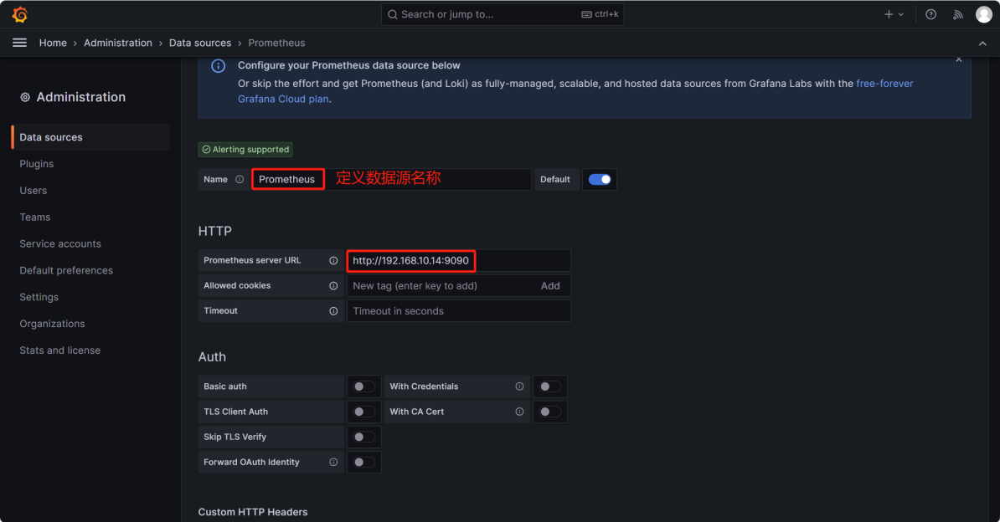 Search or jump to...
ctrl+k
Home › Administration › Data sources › Prometheus
Administration
Data sources
Plugins
Users
Teams
Service accounts
Default preferences
Settings
Organizations
Stats and license
Configure your Prometheus data source below
Or skip the effort and get Prometheus (and Loki) as fully-managed, scalable, and hosted data sources from Grafana Labs with the free-forever
Grafana Cloud plan.
Alerting supported
Name Prometheus 定义数据源名称 Default
HTTP
Prometheus server URL http://192.168.10.14:9090
Allowed cookies New tag (enter key to add) Add
Timeout Timeout in seconds
Auth
Basic auth With Credentials
TLS Client Auth With CA Cert
Skip TLS Verify
Forward OAuth Identity
Custom HTTP Headers